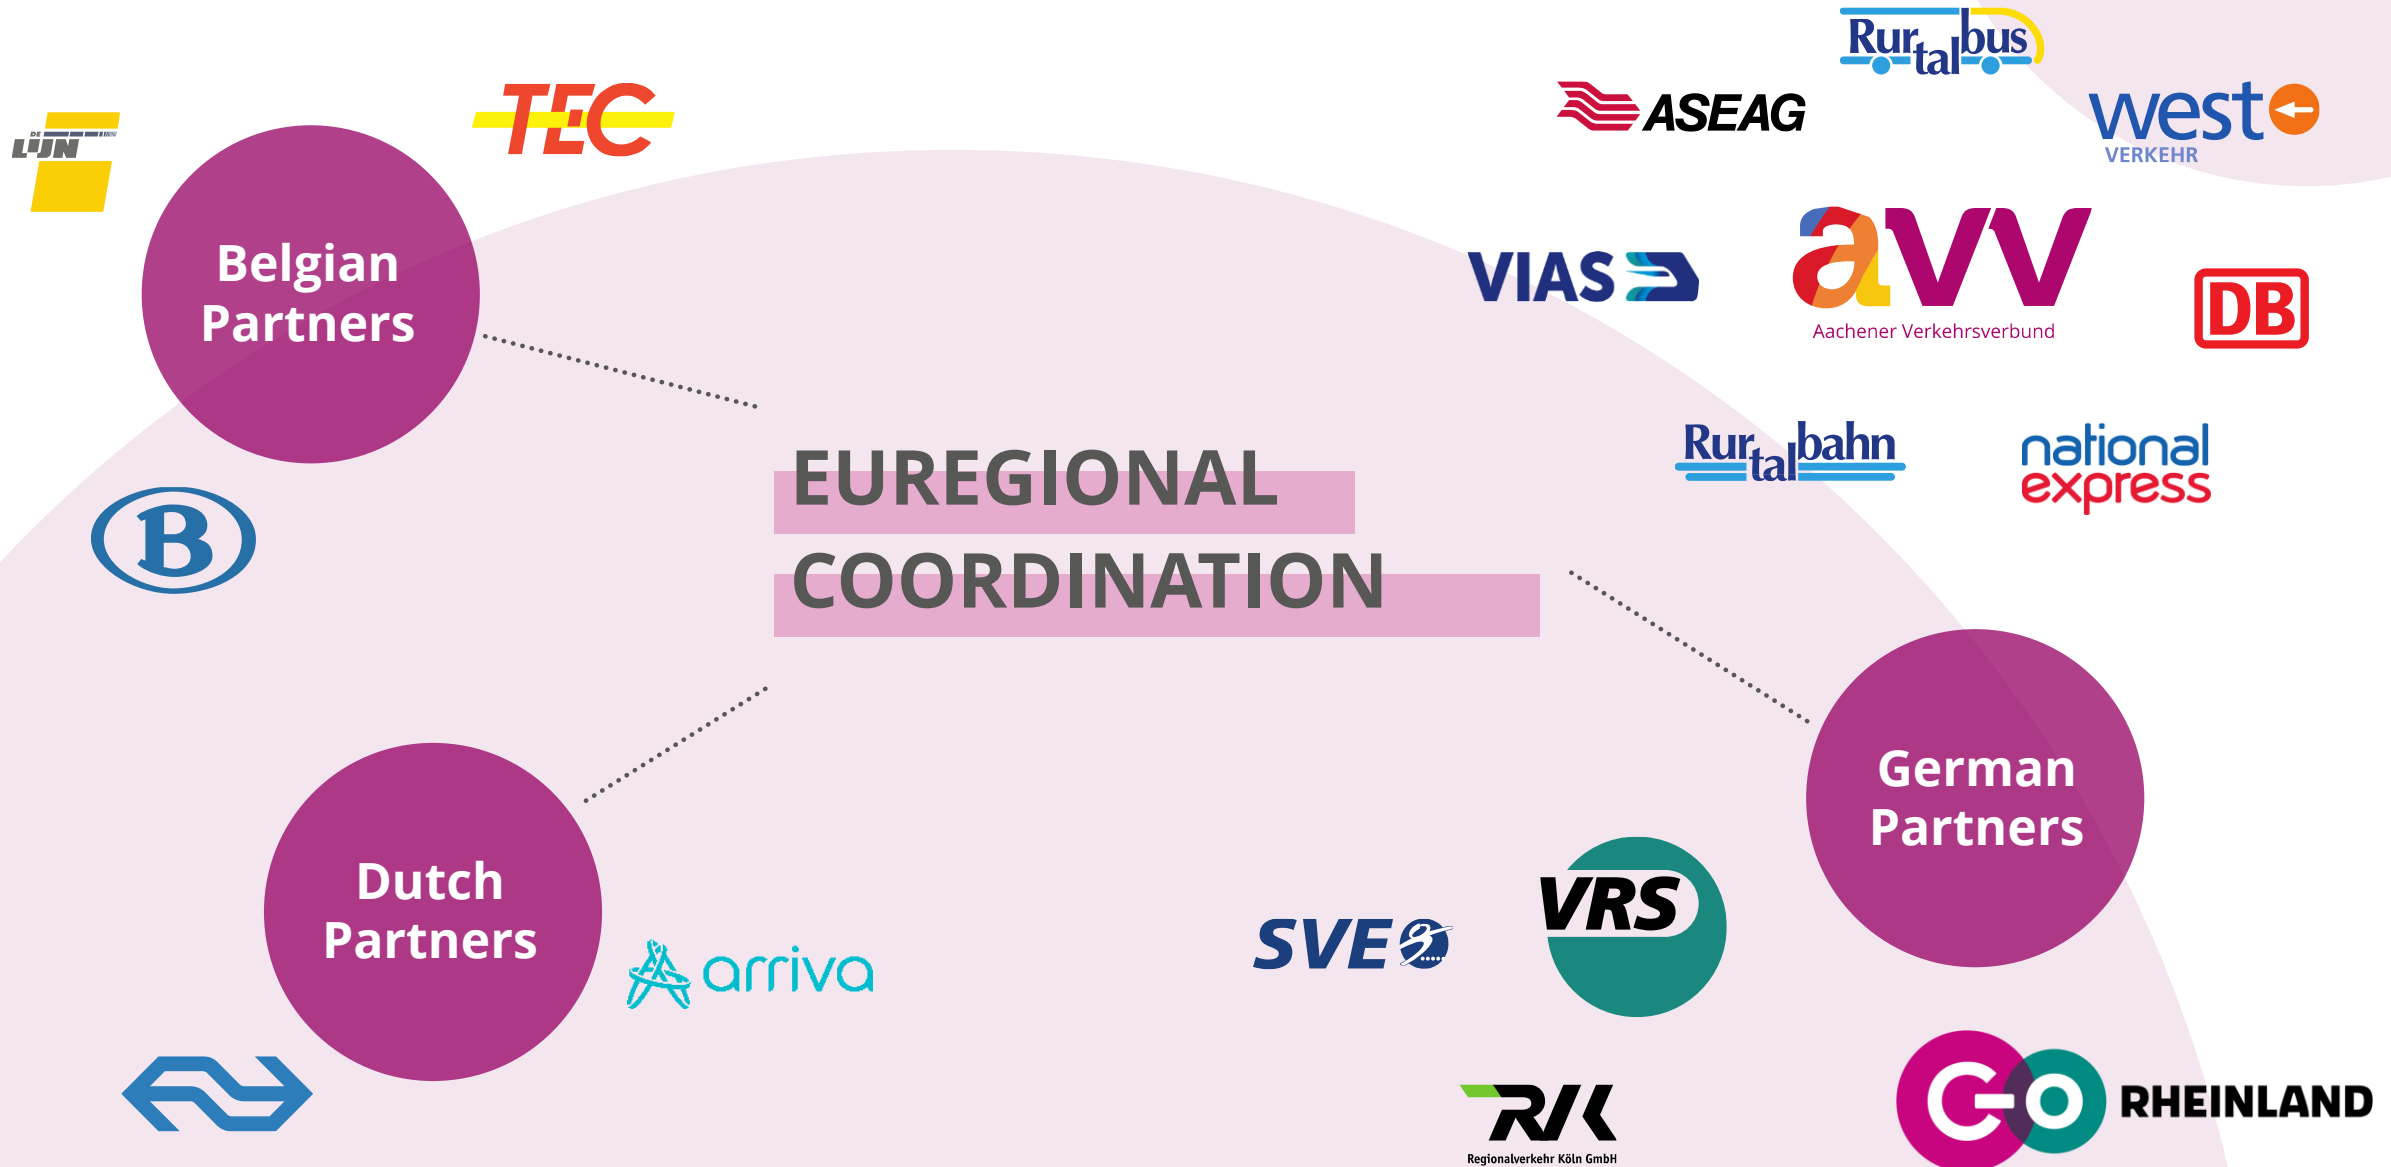 DE
LIJN
TEC
Belgian
Partners
B
EUREGIONAL
COORDINATION
Dutch
Partners
arriva
Rurtalbus
ASEAG
west
VERKEHR
VIAS
avv
Aachener Verkehrsverbund
DB
Rurtalbahn
national
express
German
Partners
SVE
VRS
RVK
Regionalverkehr Köln GmbH
GO RHEINLAND